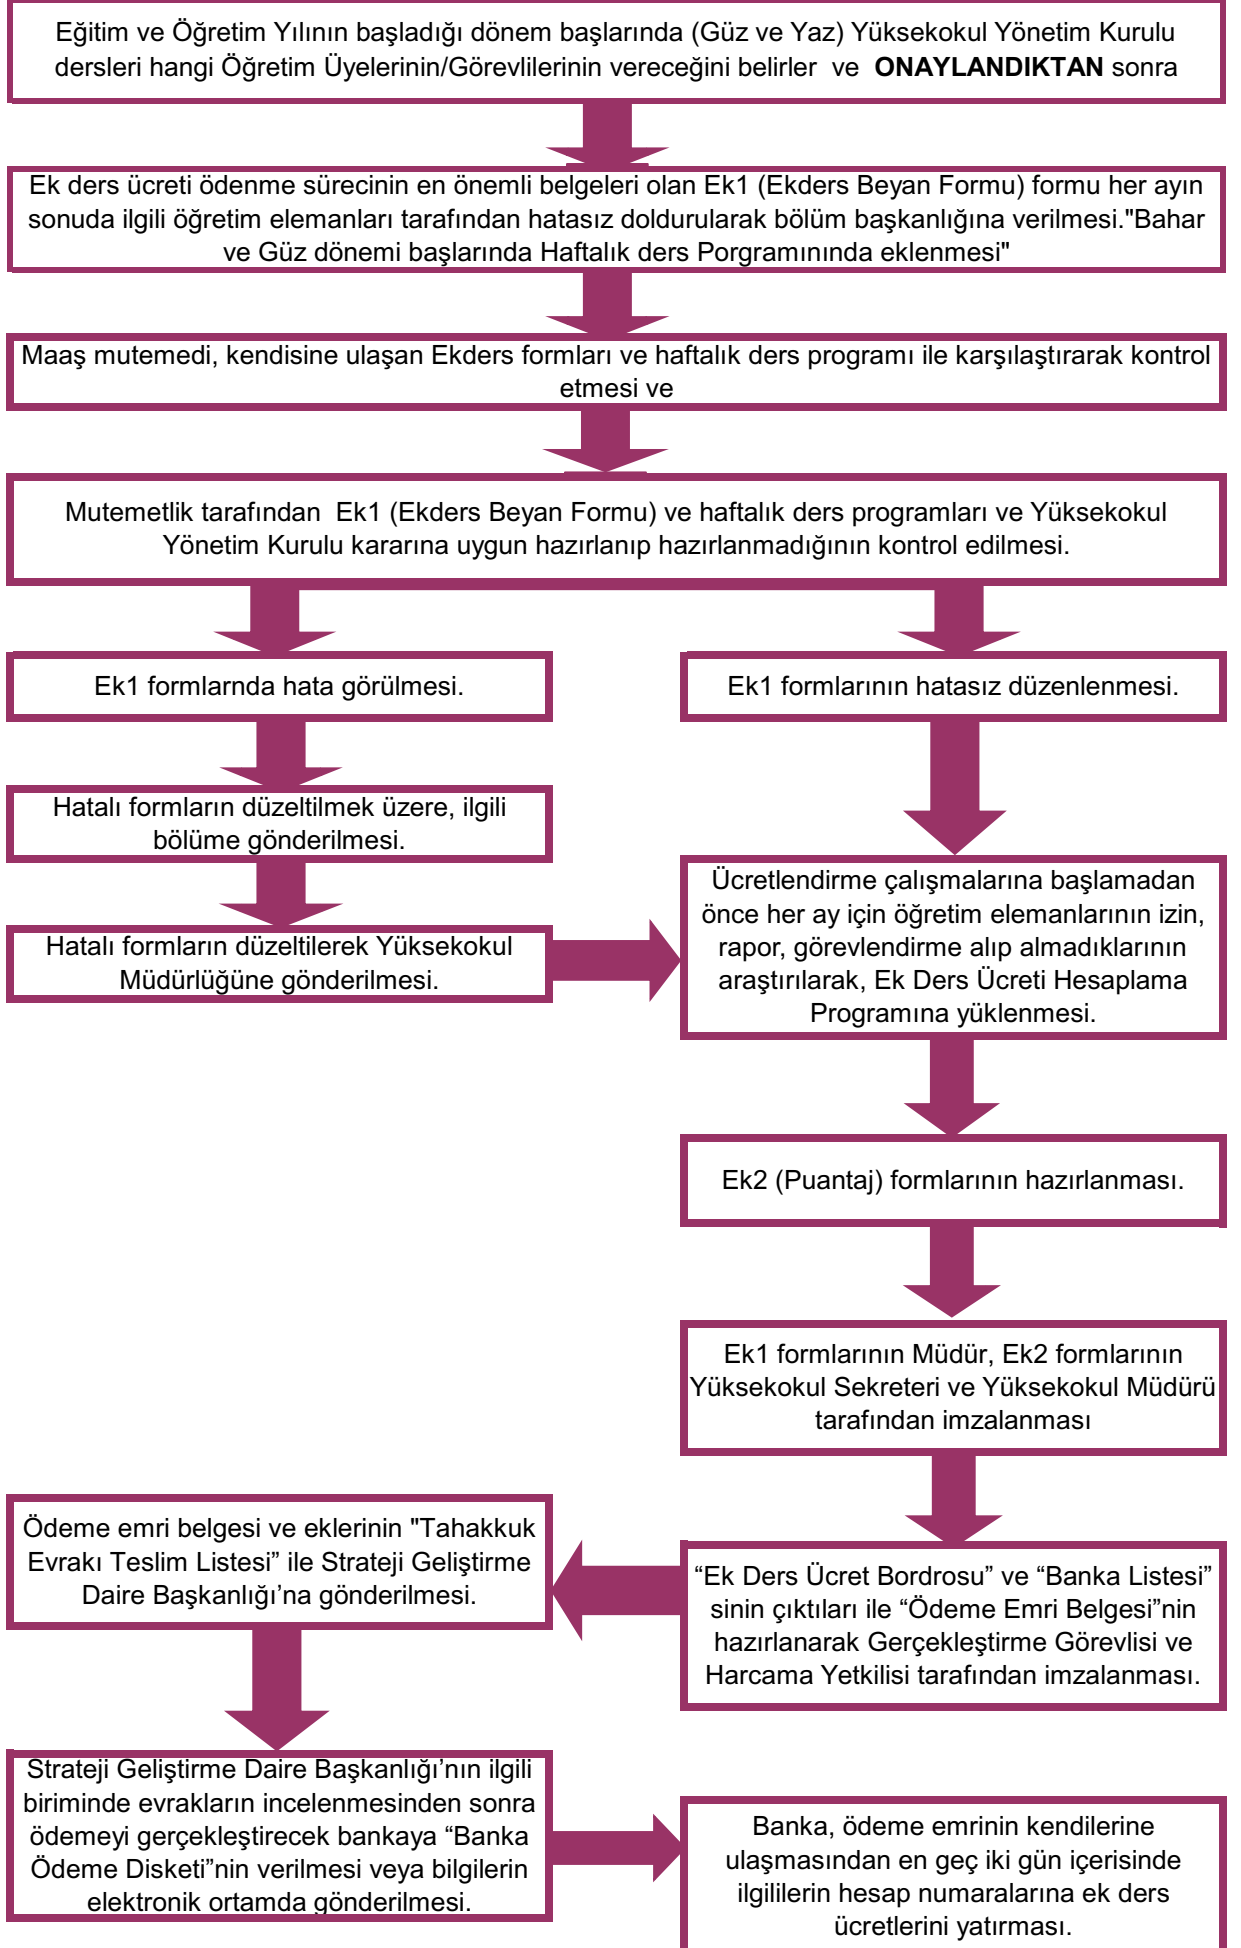 Eğitim ve Öğretim Yılının başladığı dönem başlarında (Güz ve Yaz) Yüksekokul Yönetim Kurulu
dersleri hangi Öğretim Üyelerinin/Görevlilerinin vereceğini belirler ve ONAYLANDIKTAN sonra
Ek ders ücreti ödenme sürecinin en önemli belgeleri olan Ek1 (Ekders Beyan Formu) formu her ayın
sonuda ilgili öğretim elemanları tarafından hatasız doldurularak bölüm başkanlığına verilmesi."Bahar
ve Güz dönemi başlarında Haftalık ders Porgramınında eklenmesi"
Maaş mutemedi, kendisine ulaşan Ekders formları ve haftalık ders programı ile karşılaştırarak kontrol
etmesi ve
Mutemetlik tarafından Ek1 (Ekders Beyan Formu) ve haftalık ders programları ve Yüksekokul
Yönetim Kurulu kararına uygun hazırlanıp hazırlanmadığının kontrol edilmesi.
Ek1 formlarnda hata görülmesi.
Hatalı formların düzeltilmek üzere, ilgili
bölüme gönderilmesi.
Hatalı formların düzeltilerek Yüksekokul
Müdürlüğüne gönderilmesi.
Ek1 formlarının hatasız düzenlenmesi.
Ücretlendirme çalışmalarına başlamadan
önce her ay için öğretim elemanlarının izin,
rapor, görevlendirme alıp almadıklarının
araştırılarak, Ek Ders Ücreti Hesaplama
Programına yüklenmesi.
Ek2 (Puantaj) formlarının hazırlanması.
Ek1 formlarının Müdür, Ek2 formlarının
Yüksekokul Sekreteri ve Yüksekokul Müdürü
tarafından imzalanması
“Ek Ders Ücret Bordrosu” ve “Banka Listesi”
sinin çıktıları ile “Ödeme Emri Belgesi”nin
hazırlanarak Gerçekleştirme Görevlisi ve
Harcama Yetkilisi tarafından imzalanması.
Ödeme emri belgesi ve eklerinin "Tahakkuk
Evrakı Teslim Listesi” ile Strateji Geliştirme
Daire Başkanlığı’na gönderilmesi.
Strateji Geliştirme Daire Başkanlığı’nın ilgili
biriminde evrakların incelenmesinden sonra
ödemeyi gerçekleştirecek bankaya “Banka
Ödeme Disketi”nin verilmesi veya bilgilerin
elektronik ortamda gönderilmesi.
Banka, ödeme emrinin kendilerine
ulaşmasından en geç iki gün içerisinde
ilgililerin hesap numaralarına ek ders
ücretlerini yatırması.